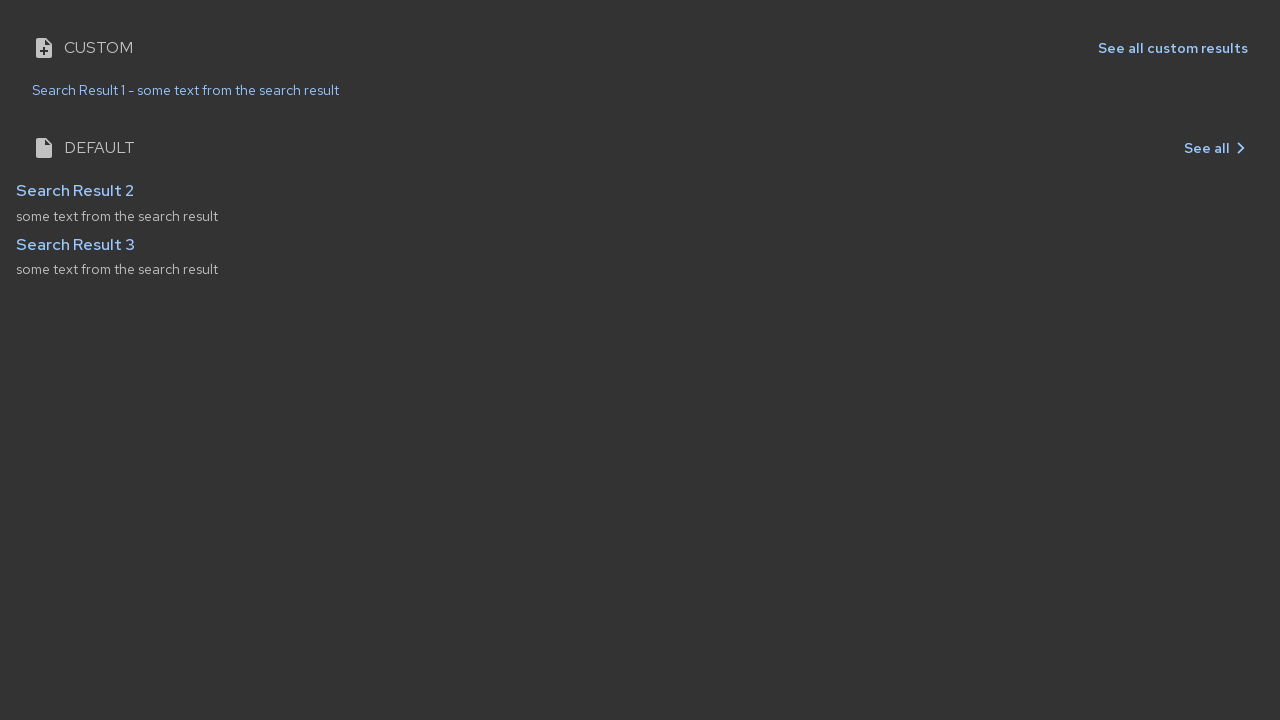 CUSTOM
See all custom results
Search Result 1 - some text from the search result
DEFAULT
See all
Search Result 2
some text from the search result
Search Result 3
some text from the search result